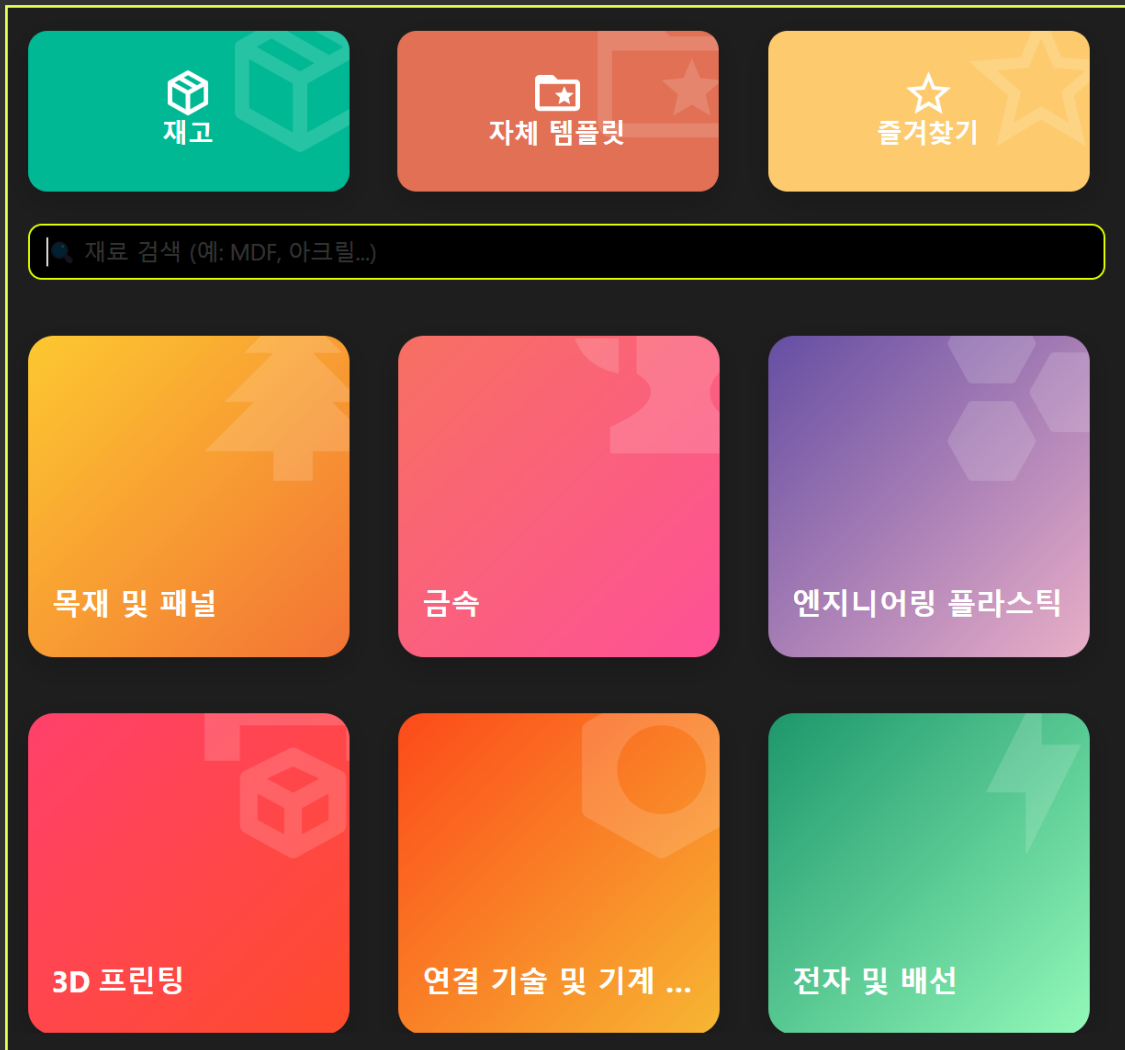 재고
자체 템플릿
즐겨찾기
재료 검색 (예: MDF, 아크릴...)
목재 및 패널
금속
엔지니어링 플라스틱
3D 프린팅
연결 기술 및 기계 ...
전자 및 배선